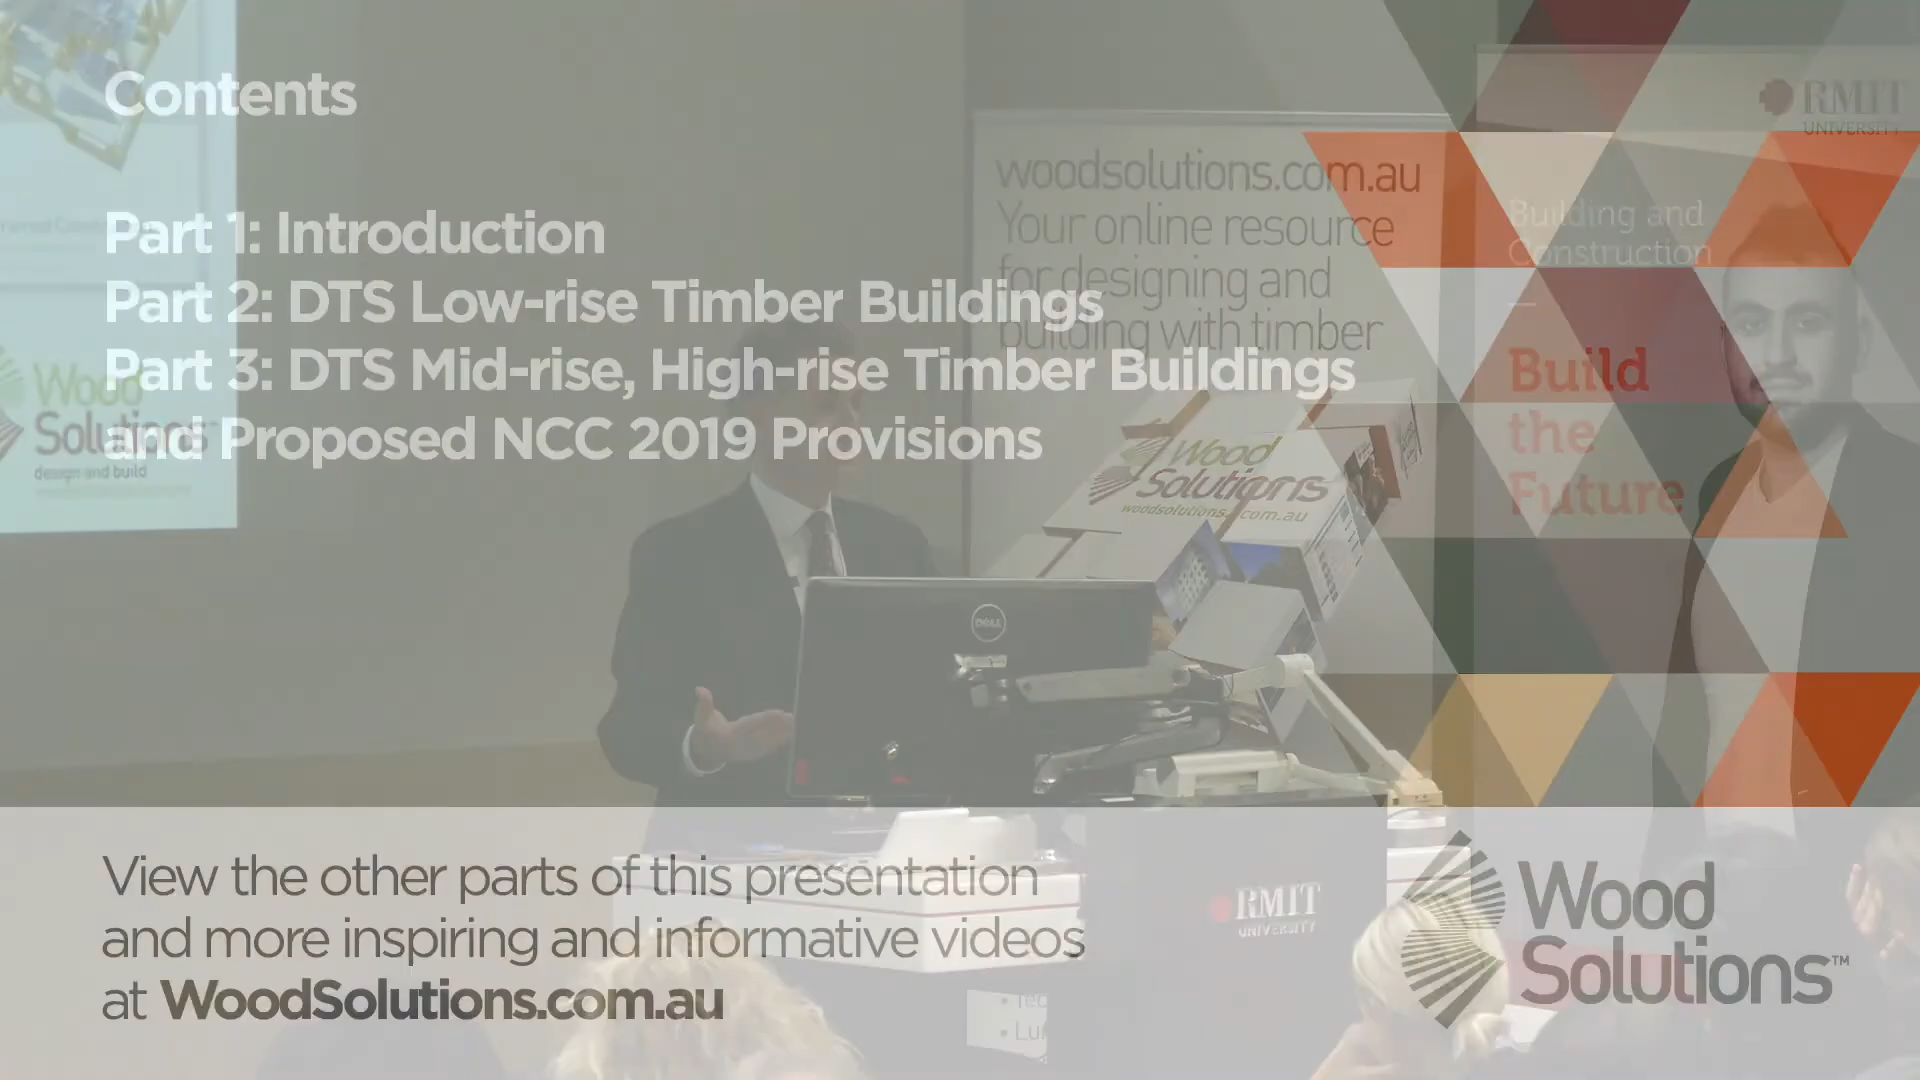 Contents
Part 1: Introduction
Part 2: DTS Low-rise Timber Buildings
Part 3: DTS Mid-rise, High-rise Timber Buildings
and Proposed NCC 2019 Provisions
woodsolutions.com.au
Your online resource
for designing and
building with timber
RMIT
UNIVERSITY
Building and
Construction
Build
the
Future
Wood
Solutions
design and build
Wood
Solutions
woodsolutions.com.au
DELL
RMIT
UNIVERSITY
View the other parts of this presentation
and more inspiring and informative videos
at WoodSolutions.com.au
Wood
Solutions™